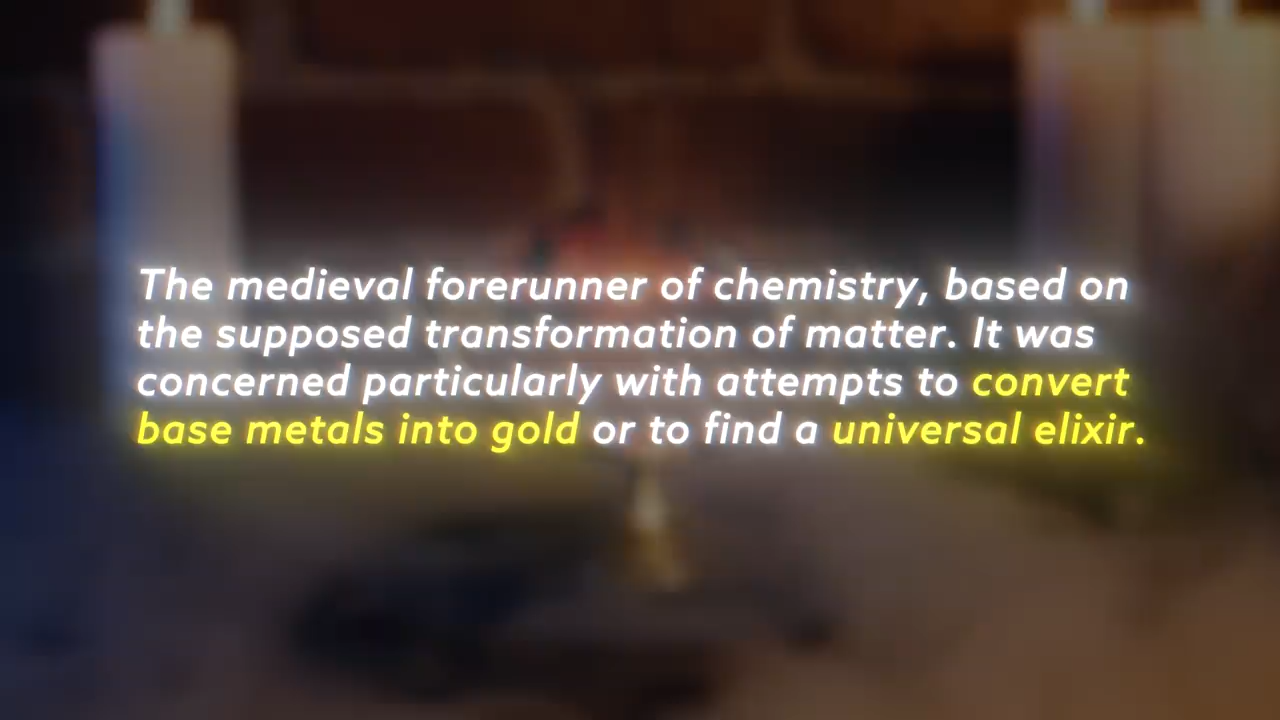 The medieval forerunner of chemistry, based on
the supposed transformation of matter. It was
concerned particularly with attempts to convert
base metals into gold or to find a universal elixir.